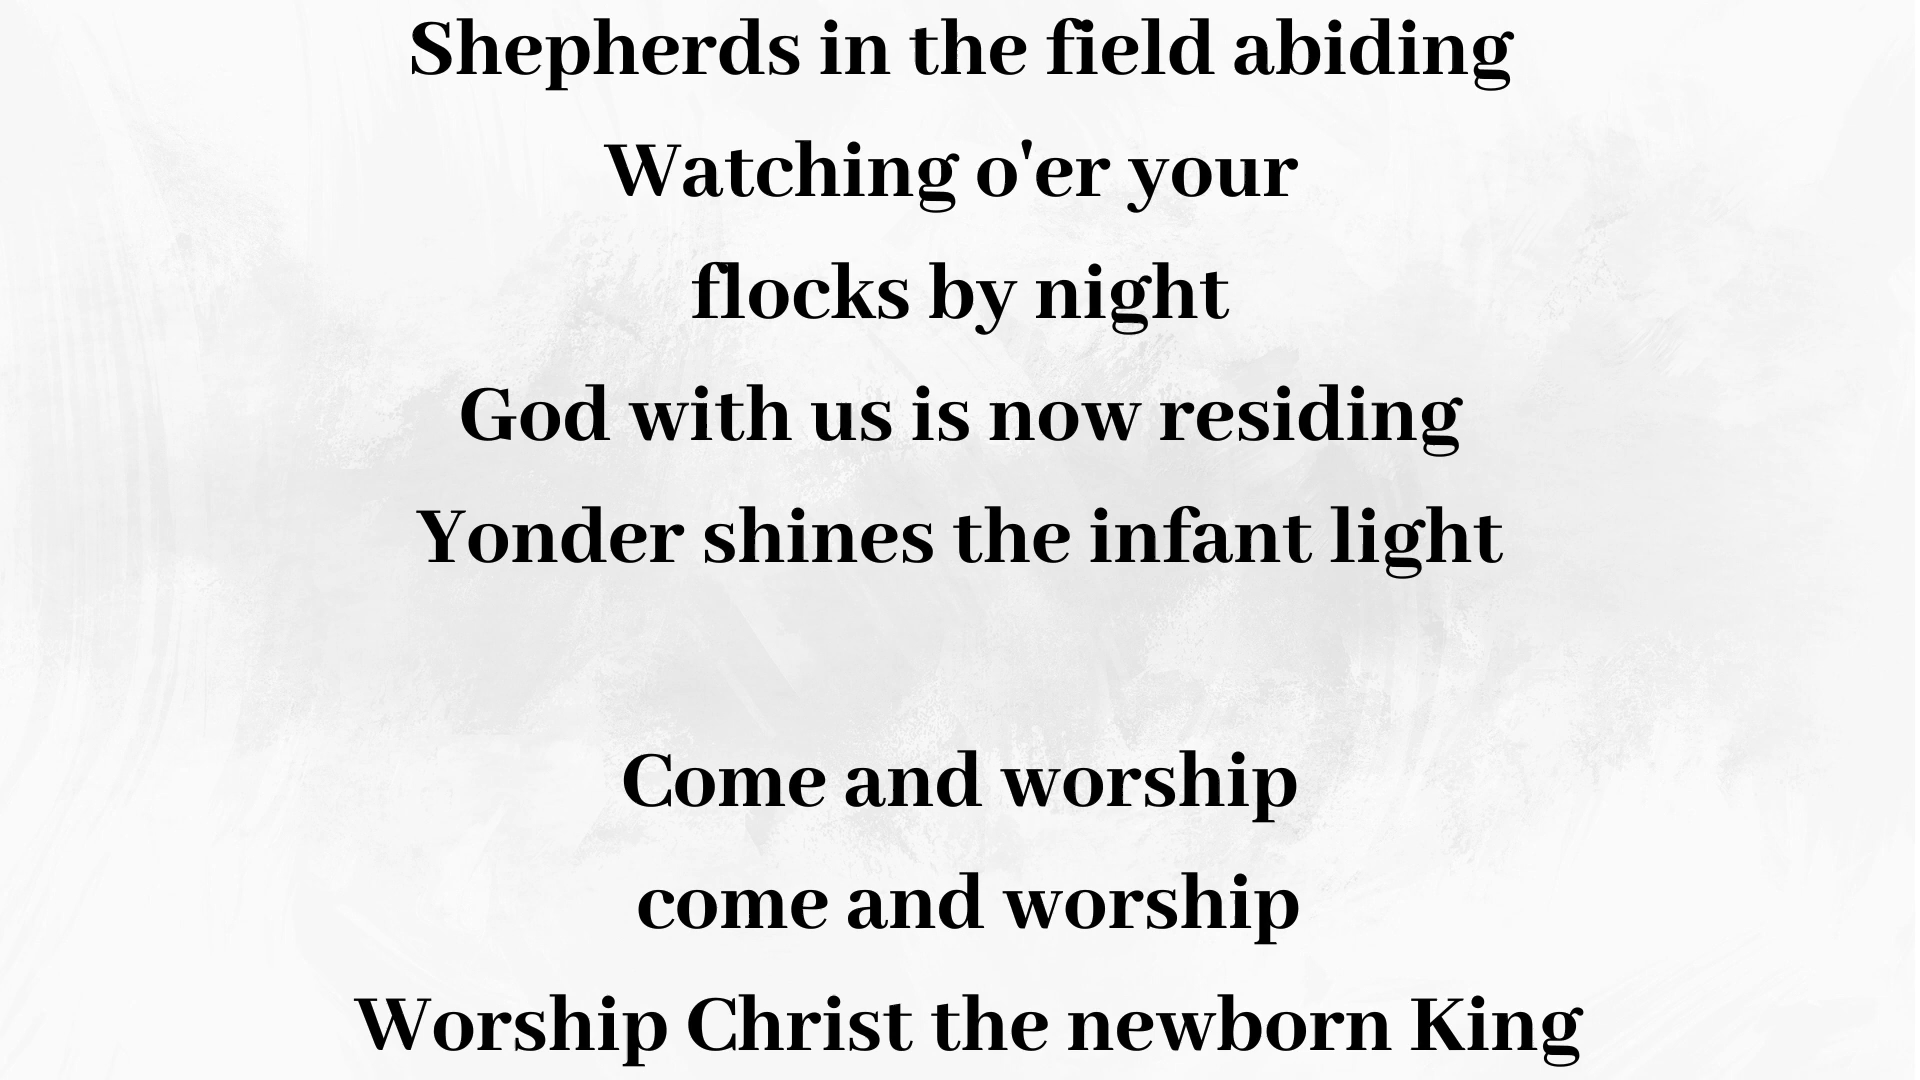 Shepherds in the field abiding
Watching o'er your
flocks by night
God with us is now residing
Yonder shines the infant light
Come and worship
come and worship
Worship Christ the newborn King